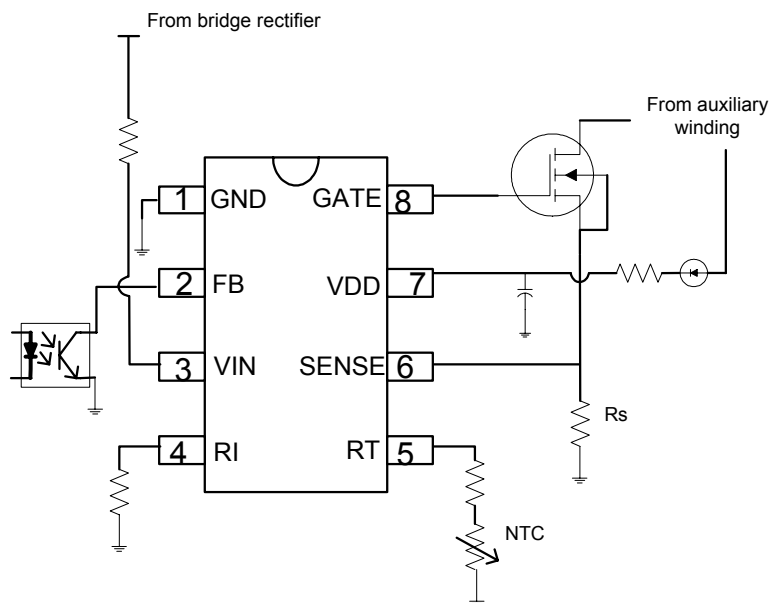 From bridge rectifier
From auxiliary
winding
1 GND GATE 8
2 FB VDD 7
3 VIN SENSE 6
Rs
4 RI RT 5
NTC